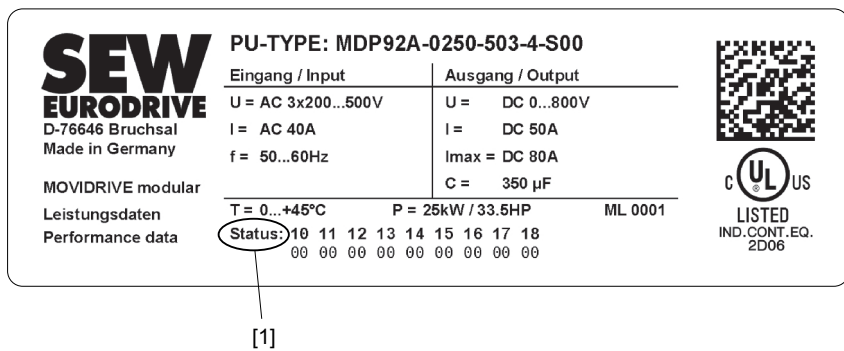 SEW
EURODRIVE
D-76646 Bruchsal
Made in Germany
MOVIDRIVE modular
Leistungsdaten
Performance data
PU-TYPE: MDP92A-0250-503-4-S00
Eingang / Input
U = AC 3x200...500V
I = AC 40A
f = 50...60Hz
Ausgang / Output
U = DC 0...800V
I = DC 50A
Imax = DC 80A
C = 350 µF
T = 0...+45°C P = 25kW / 33.5HP ML 0001
Status: 10 11 12 13 14 15 16 17 18
00 00 00 00 00 00 00 00 00
C UL ® US
LISTED
IND.CONT.EQ.
2D06
[1]